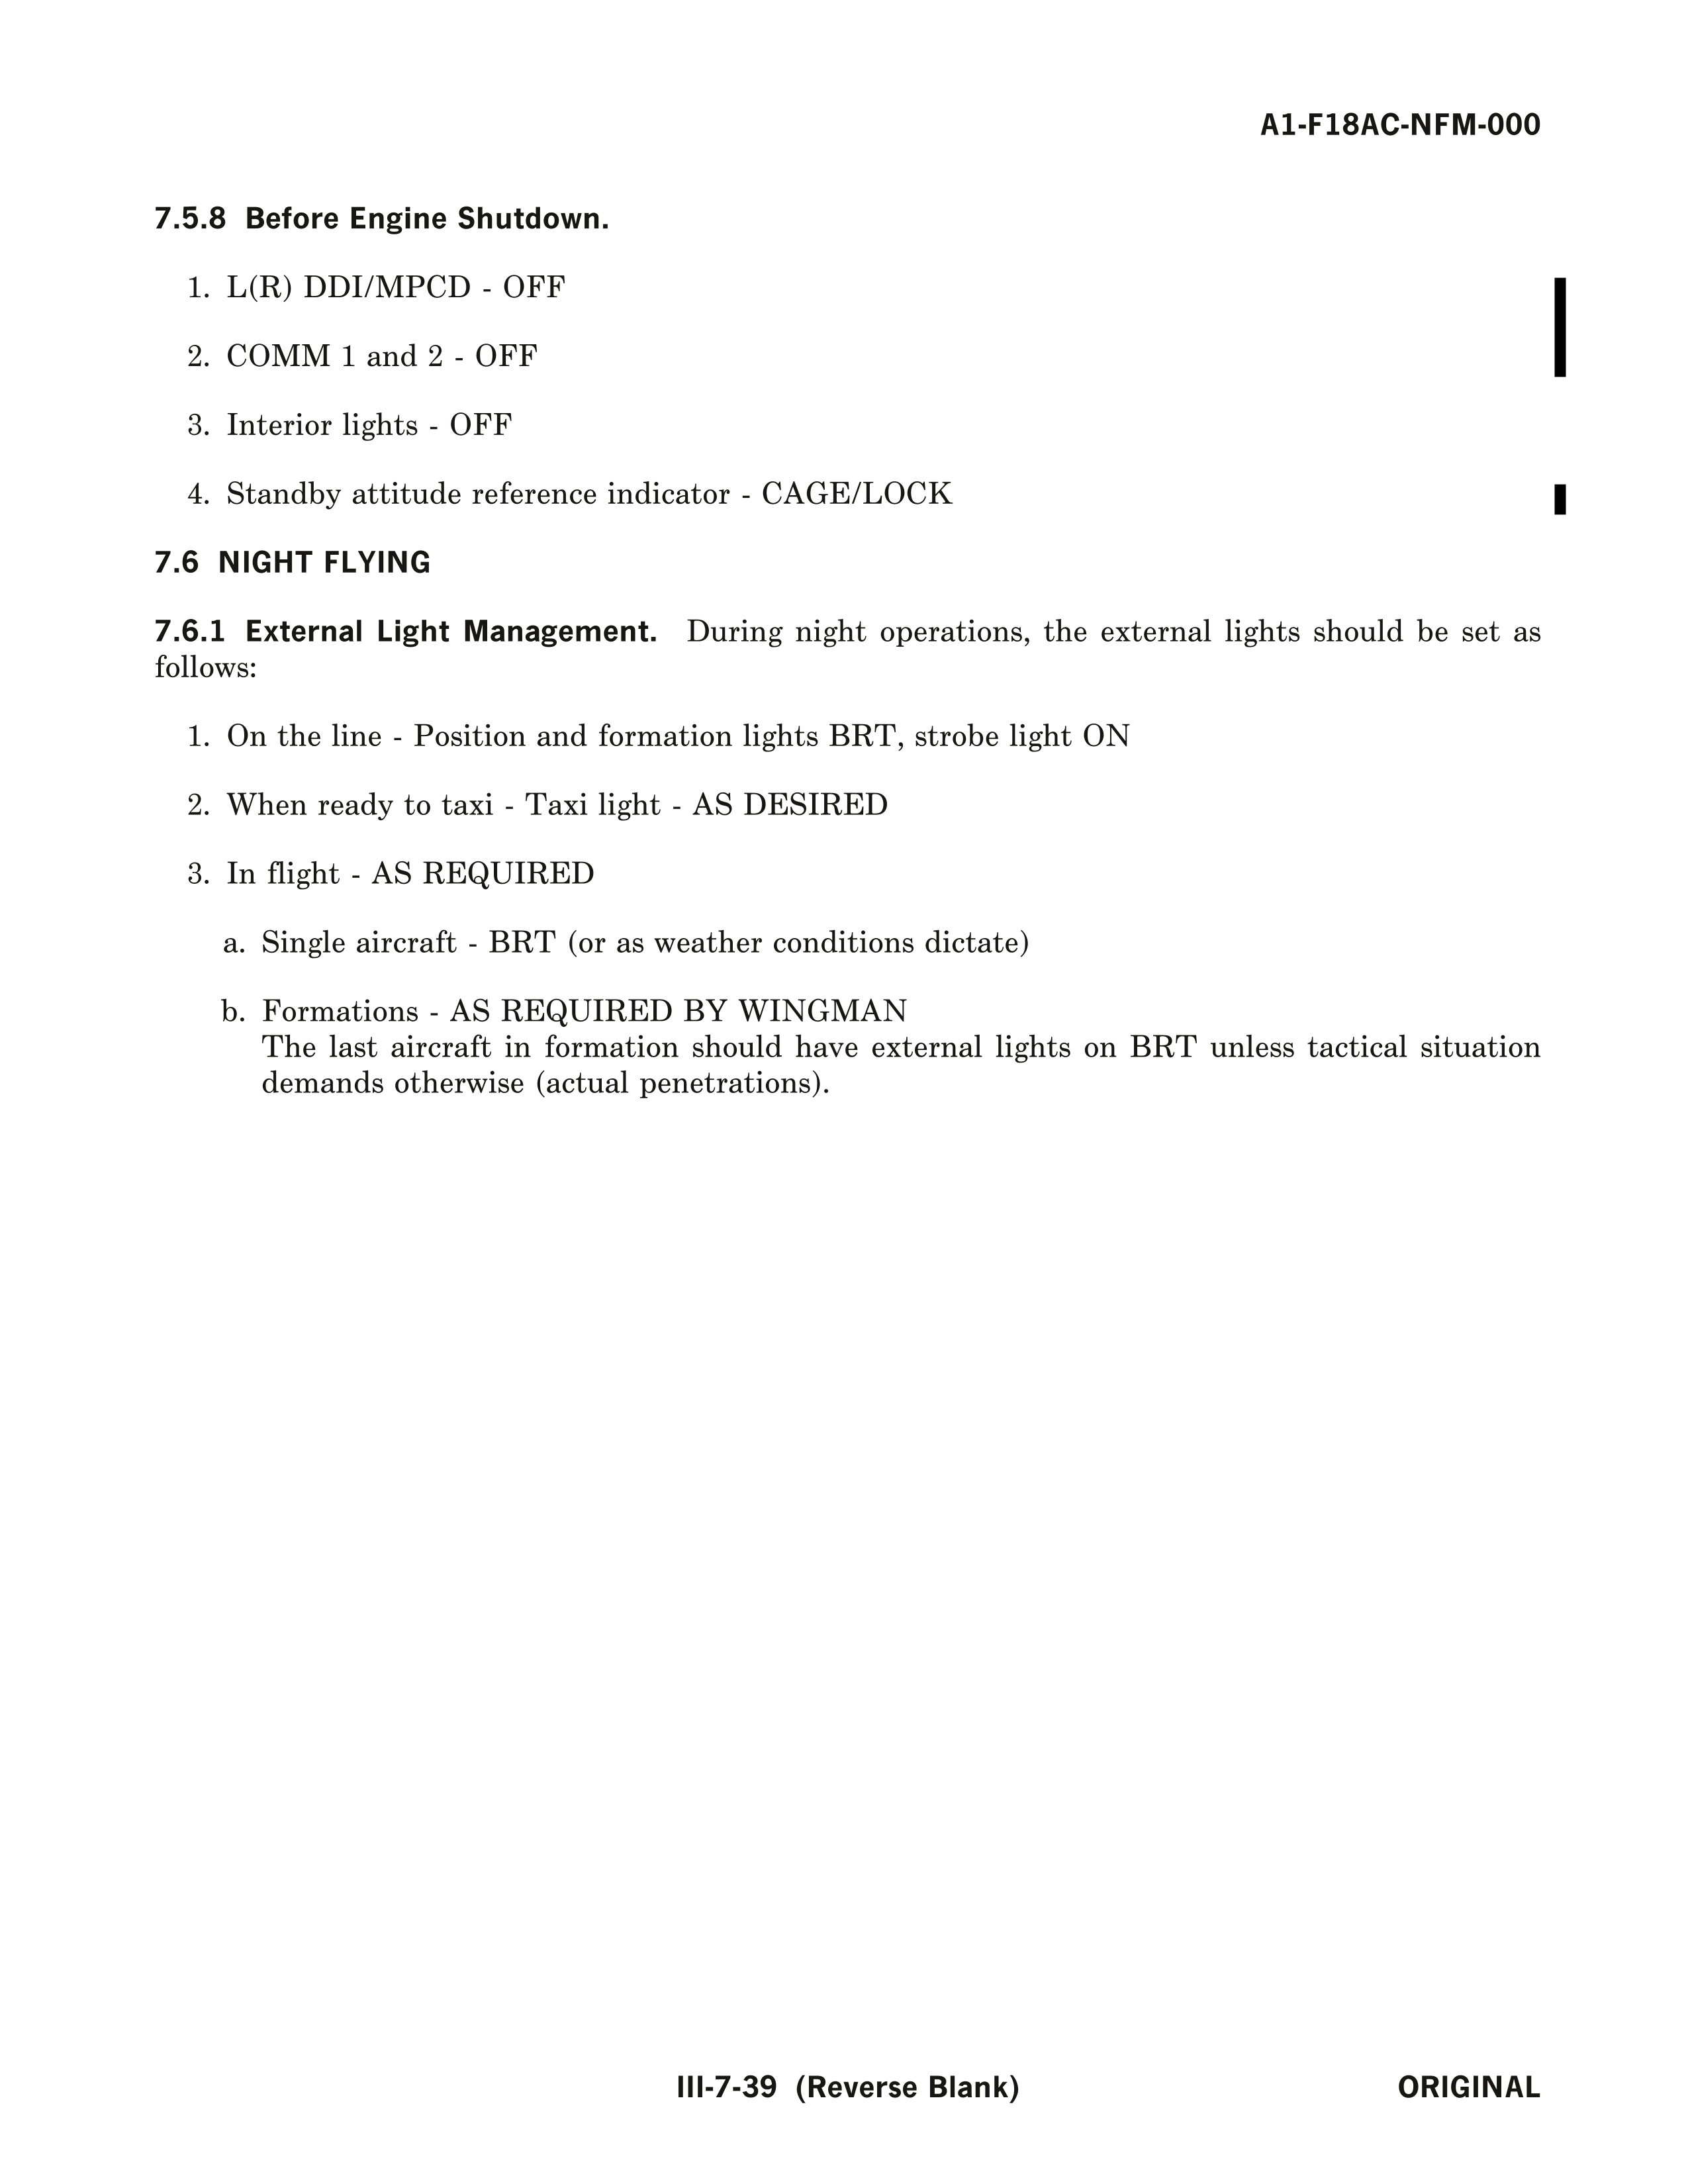 A1-F18AC-NFM-000
7.5.8 Before Engine Shutdown.
1. L(R) DDI/MPCD - OFF
2. COMM 1 and 2 - OFF
3. Interior lights - OFF
4. Standby attitude reference indicator - CAGE/LOCK
7.6 NIGHT FLYING
7.6.1 External Light Management. During night operations, the external lights should be set as
follows:
1. On the line - Position and formation lights BRT, strobe light ON
2. When ready to taxi - Taxi light - AS DESIRED
3. In flight - AS REQUIRED
a. Single aircraft - BRT (or as weather conditions dictate)
b. Formations - AS REQUIRED BY WINGMAN
The last aircraft in formation should have external lights on BRT unless tactical situation
demands otherwise (actual penetrations).
III-7-39 (Reverse Blank)
ORIGINAL